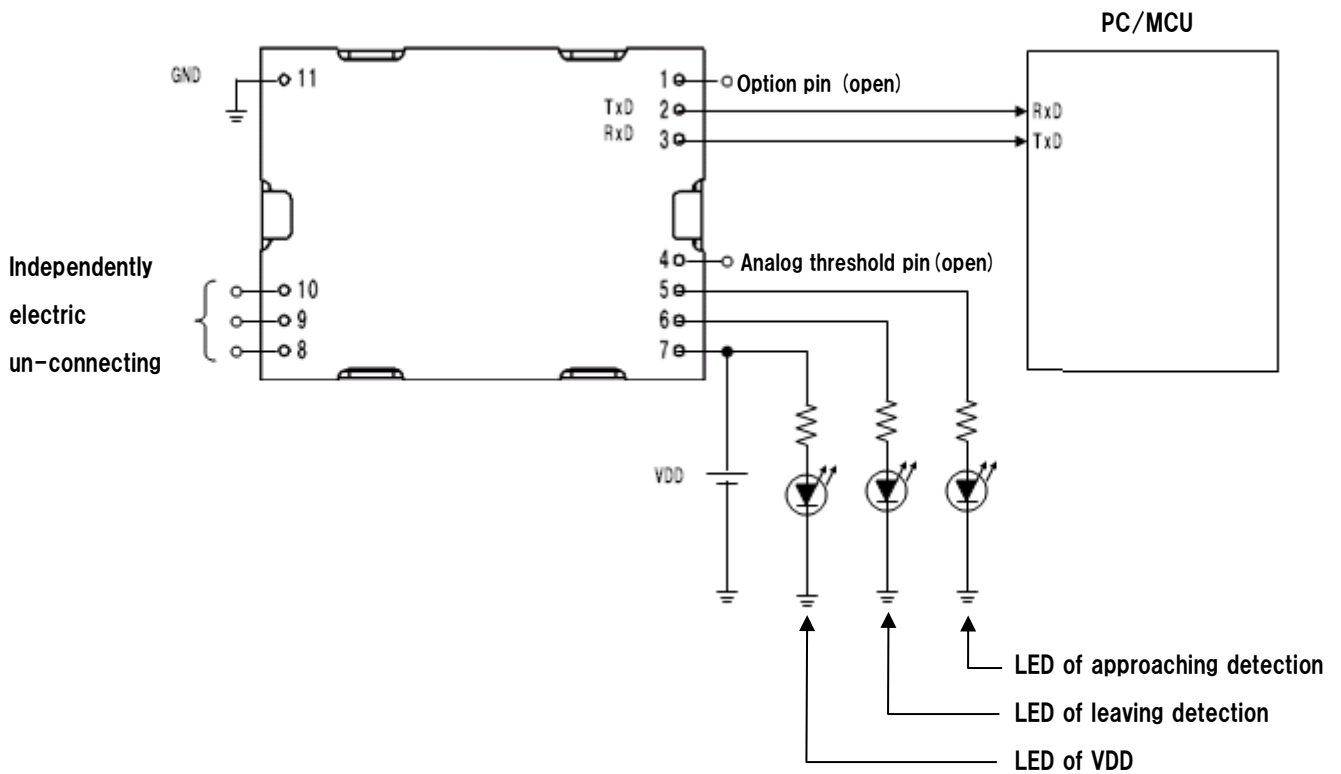 PC/MCU
GND
11
1
Option pin (open)
TxD
2
RxD
RxD
3
TxD
4
Analog threshold pin(open)
Independently
electric
un-connecting
10
9
8
5
6
7
VDD
LED of approaching detection
LED of leaving detection
LED of VDD